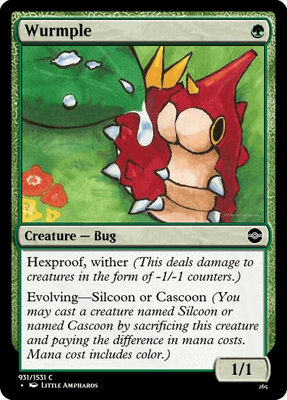 Wurmple
Creature — Bug
Hexproof, wither (This deals damage to
creatures in the form of -1/-1 counters.)
Evolving—Silcoon or Cascoon (You
may cast a creature named Silcoon or
named Cascoon by sacrificing this creature
and paying the difference in mana costs.
Mana cost includes color.)
1/1
931/1531 C
• Little Ampharos
265